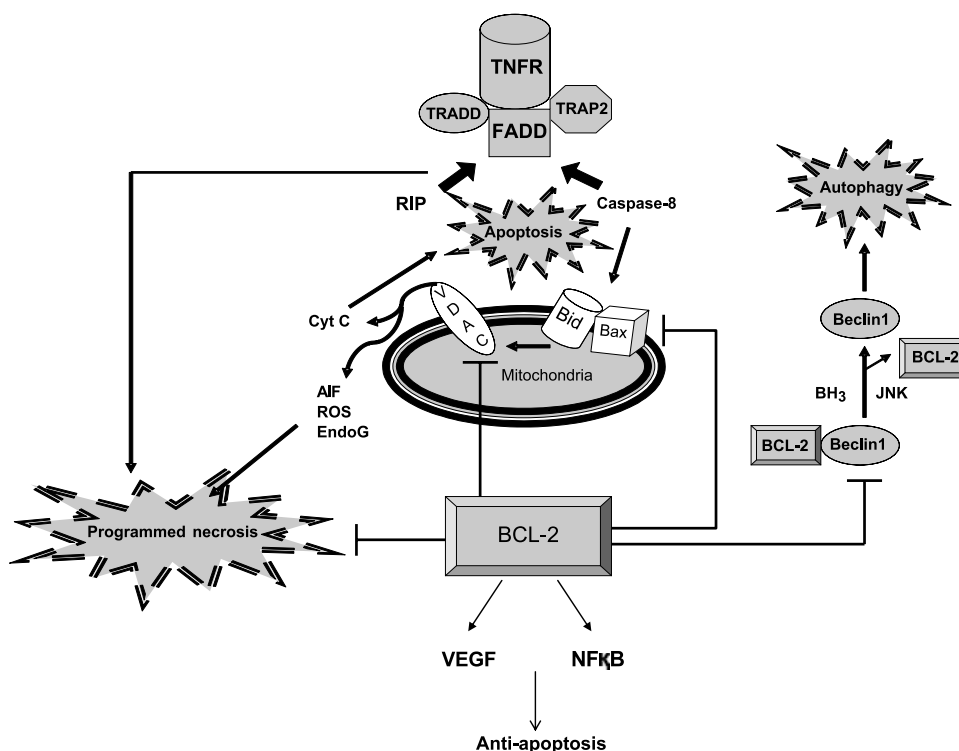 TNFR
TRADD
TRAP2
FADD
Autophagy
RIP
Caspase-8
Apoptosis
VDAC
Bid
Bax
Cyt C
Mitochondria
Beclin1
BCL-2
BH3
JNK
AIF
ROS
EndoG
BCL-2
Beclin1
Programmed necrosis
BCL-2
VEGF
NFκB
Anti-apoptosis